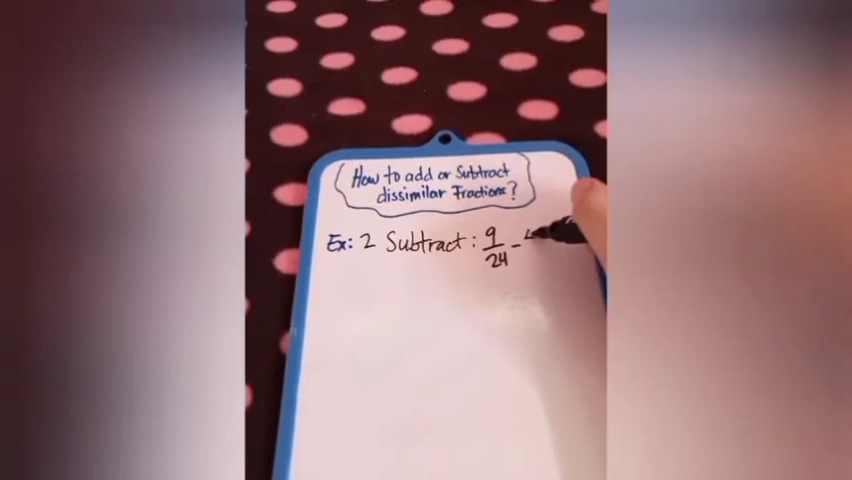 How to add or Subtract
dissimilar Fractions?
Ex: 2 Subtract: 9/24 -